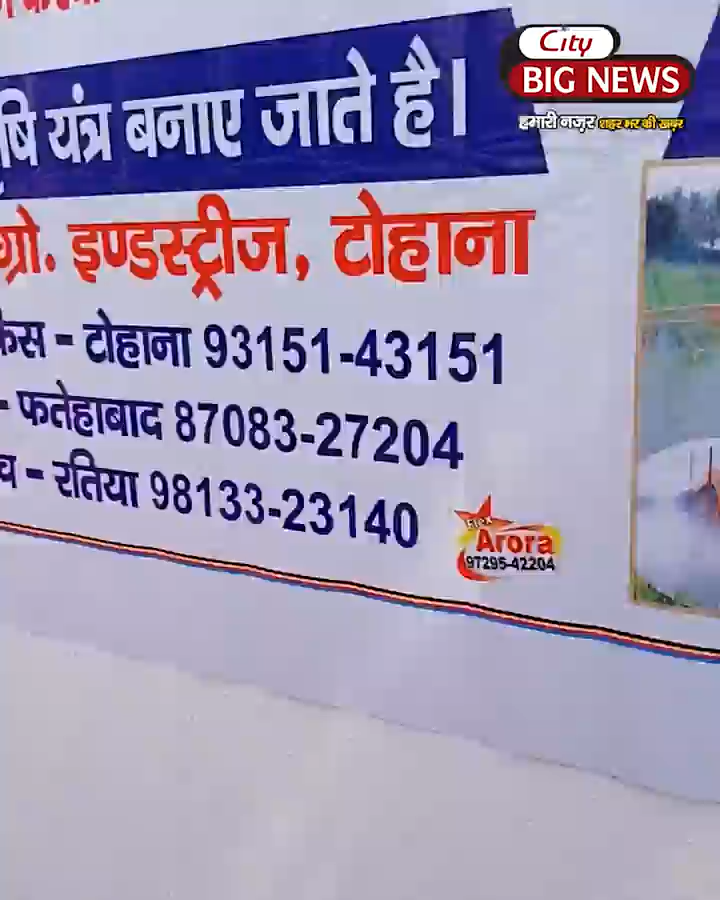 City
BIG NEWS
हमारी नज़र शहर भर की ख़बर
षि यंत्र बनाए जाते है।
ग्रो. इण्डस्ट्रीज, टोहाना
फिस - टोहाना 93151-43151
- फतेहाबाद 87083-27204
च - रतिया 98133-23140
Flex
Arora
97295-42204